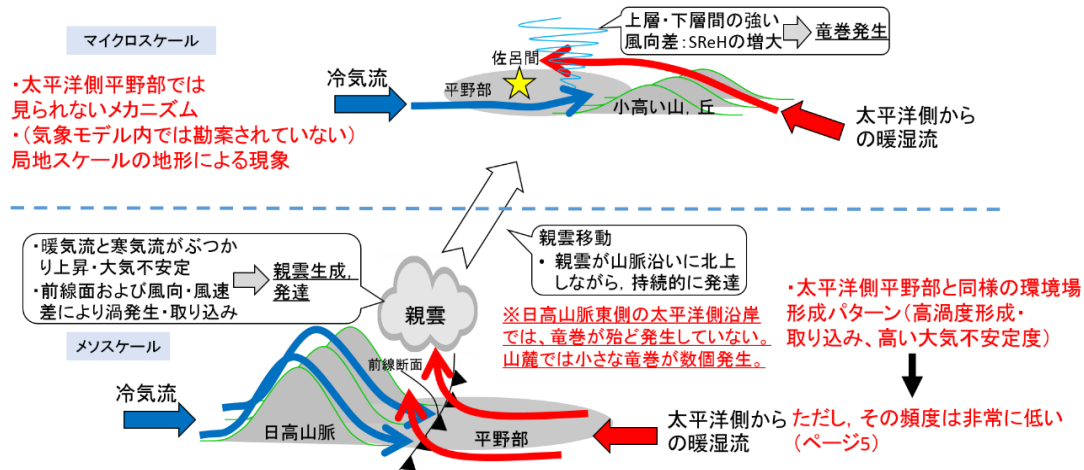 マイクロスケール
・太平洋側平野部では
見られないメカニズム
・（気象モデル内では勘案されていない）
局地スケールの地形による現象
冷気流
平野部
佐呂間
小高い山，丘
上層・下層間の強い
風向差：SReHの増大
竜巻発生
太平洋側から
の暖湿流
・暖気流と寒気流がぶつか
り上昇・大気不安定
・前線面および風向・風速
差により渦発生・取り込み
親雲生成，
発達
親雲
親雲移動
• 親雲が山脈沿いに北上
しながら，持続的に発達
※日高山脈東側の太平洋側沿岸
では、竜巻が殆ど発生していない。
山麓では小さな竜巻が数個発生。
・太平洋側平野部と同様の環境場
形成パターン（高渦度形成・
取り込み、高い大気不安定度）
メソスケール
冷気流
日高山脈
前線断面
平野部
太平洋側から
の暖湿流
ただし，その頻度は非常に低い
（ページ5）